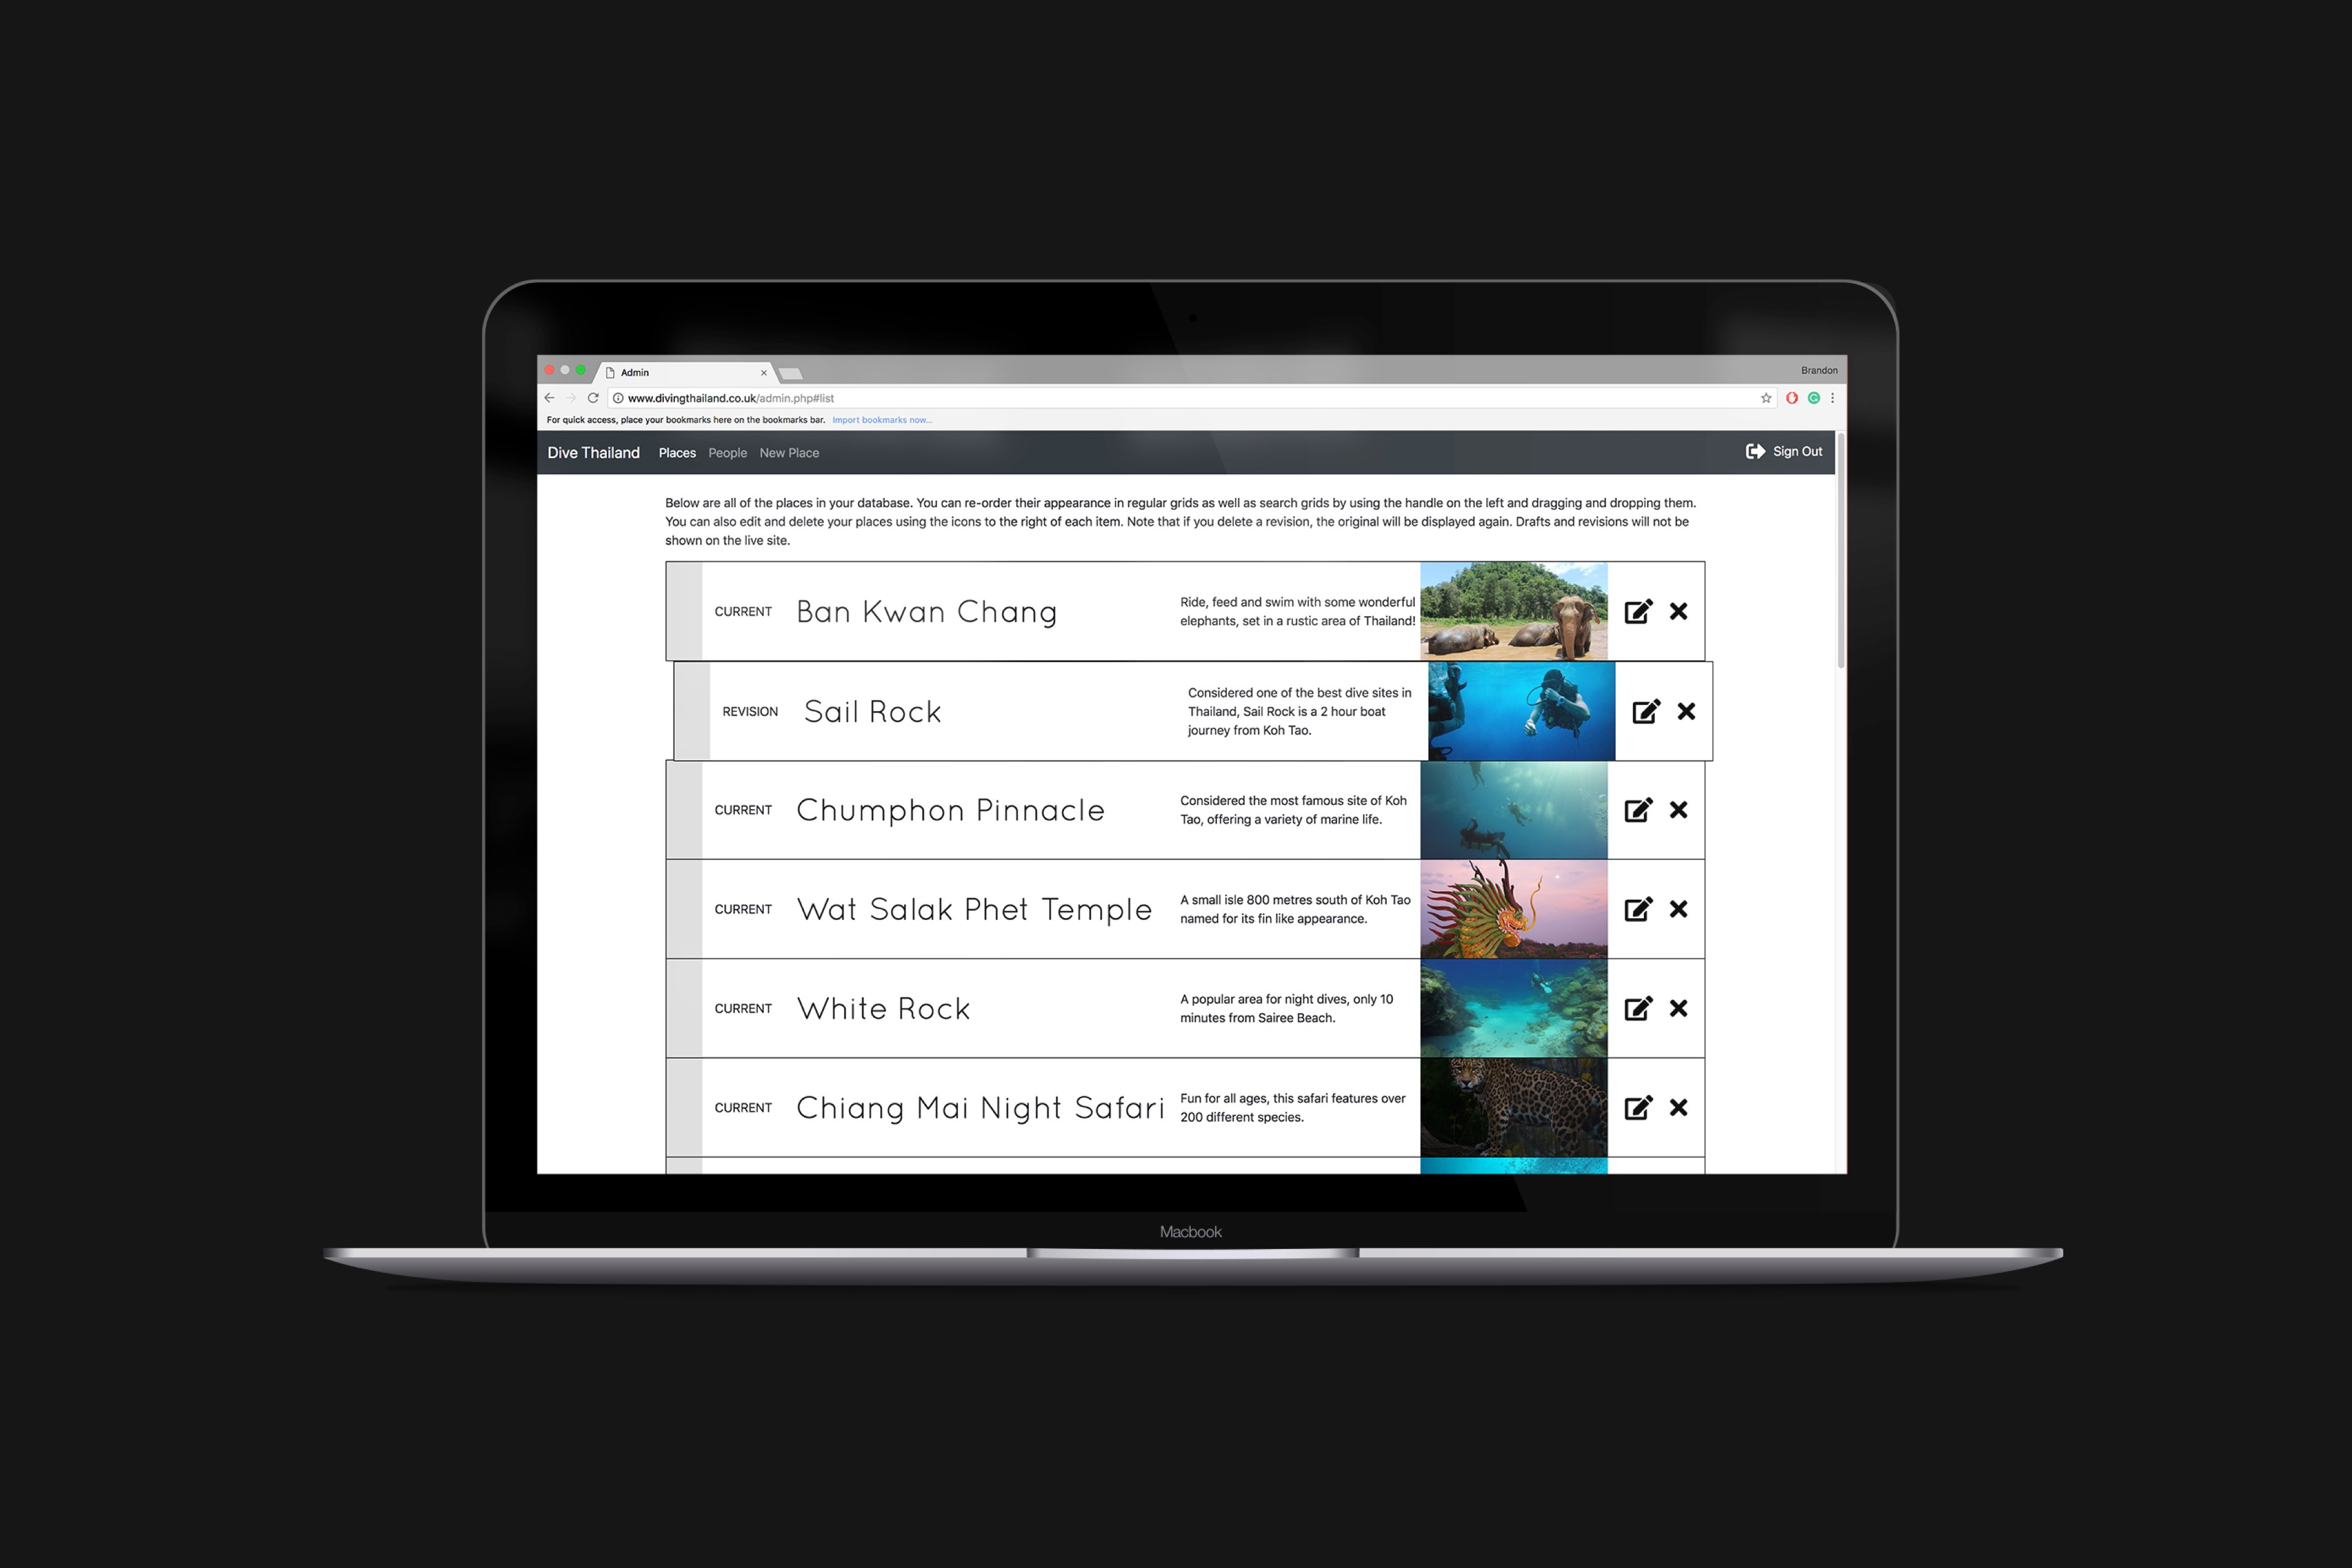 Admin
Brandon
www.divingthailand.co.uk/admin.php#list
For quick access, place your bookmarks here on the bookmarks bar. Import bookmarks now...
Dive Thailand Places People New Place Sign Out
Below are all of the places in your database. You can re-order their appearance in regular grids as well as search grids by using the handle on the left and dragging and dropping them.
You can also edit and delete your places using the icons to the right of each item. Note that if you delete a revision, the original will be displayed again. Drafts and revisions will not be
shown on the live site.
CURRENT
Ban Kwan Chang
Ride, feed and swim with some wonderful
elephants, set in a rustic area of Thailand!
REVISION
Sail Rock
Considered one of the best dive sites in
Thailand, Sail Rock is a 2 hour boat
journey from Koh Tao.
CURRENT
Chumphon Pinnacle
Considered the most famous site of Koh
Tao, offering a variety of marine life.
CURRENT
Wat Salak Phet Temple
A small isle 800 metres south of Koh Tao
named for its fin like appearance.
CURRENT
White Rock
A popular area for night dives, only 10
minutes from Sairee Beach.
CURRENT
Chiang Mai Night Safari
Fun for all ages, this safari features over
200 different species.
Macbook